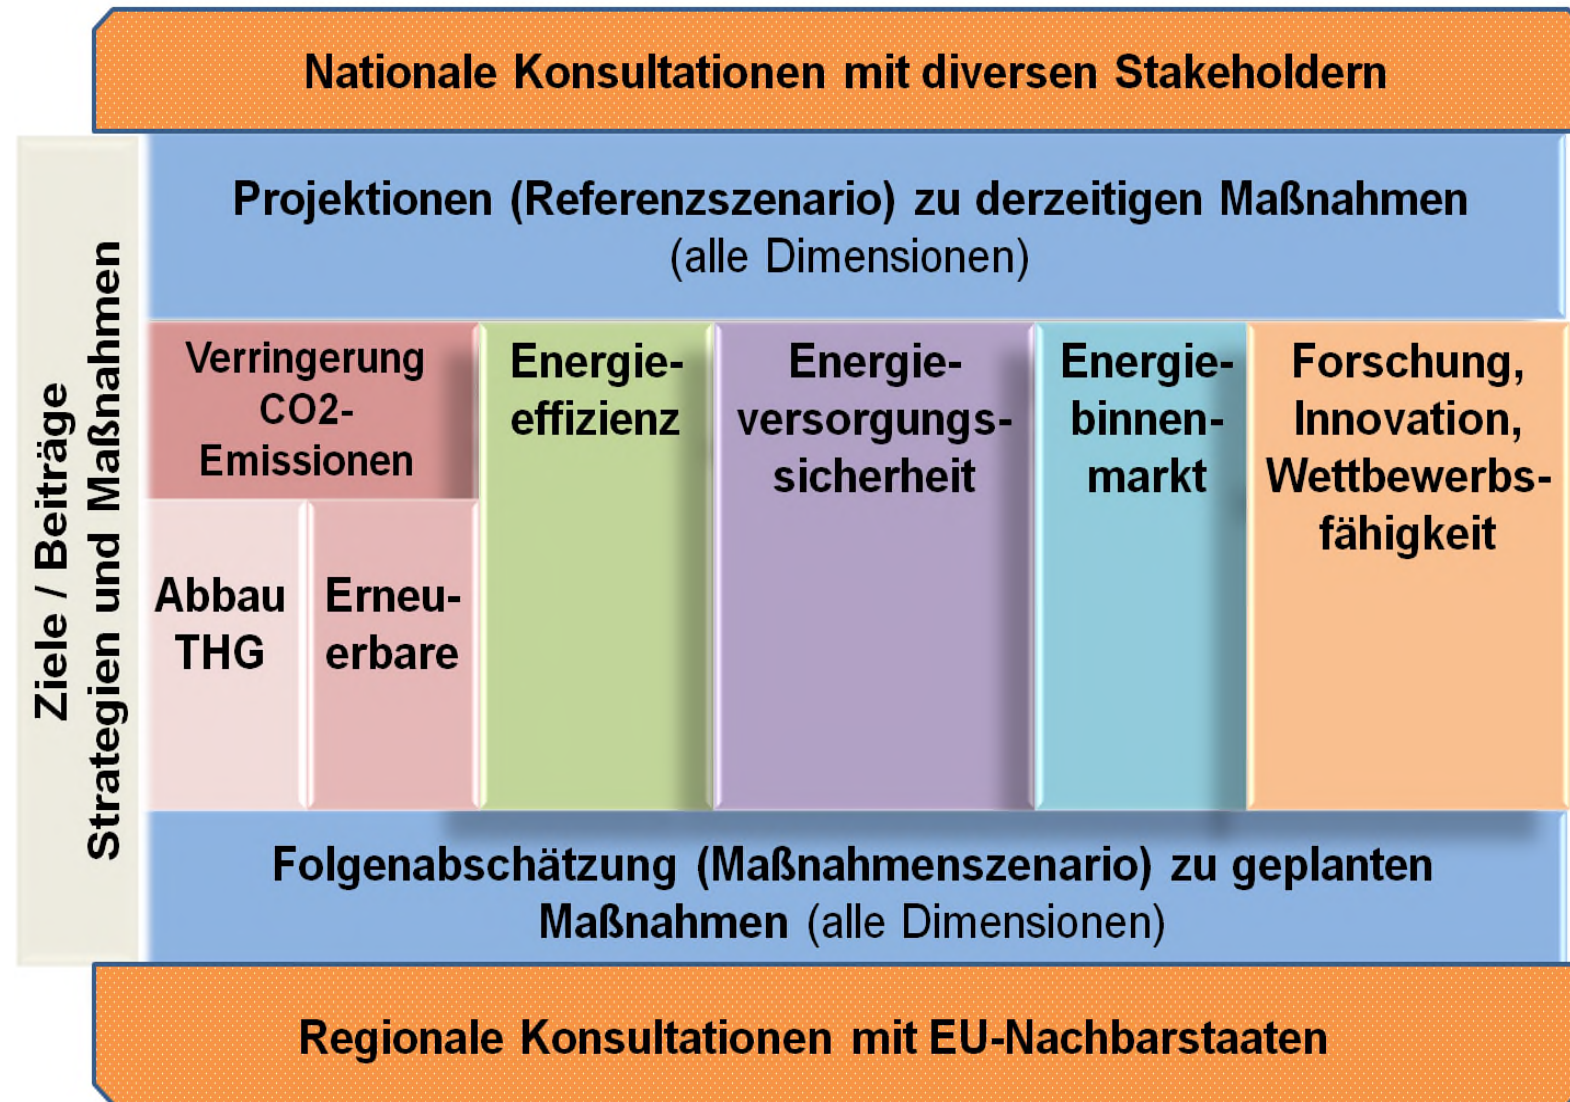 Nationale Konsultationen mit diversen Stakeholdern
Ziele / Beiträge
Strategien und Maßnahmen
Projektionen (Referenzszenario) zu derzeitigen Maßnahmen
(alle Dimensionen)
Verringerung
CO2-
Emissionen
Abbau
THG
Erneu-
erbare
Energie-
effizienz
Energie-
versorgungs-
sicherheit
Energie-
binnen-
markt
Forschung,
Innovation,
Wettbewerbs-
fähigkeit
Folgenabschätzung (Maßnahmenszenario) zu geplanten
Maßnahmen (alle Dimensionen)
Regionale Konsultationen mit EU-Nachbarstaaten